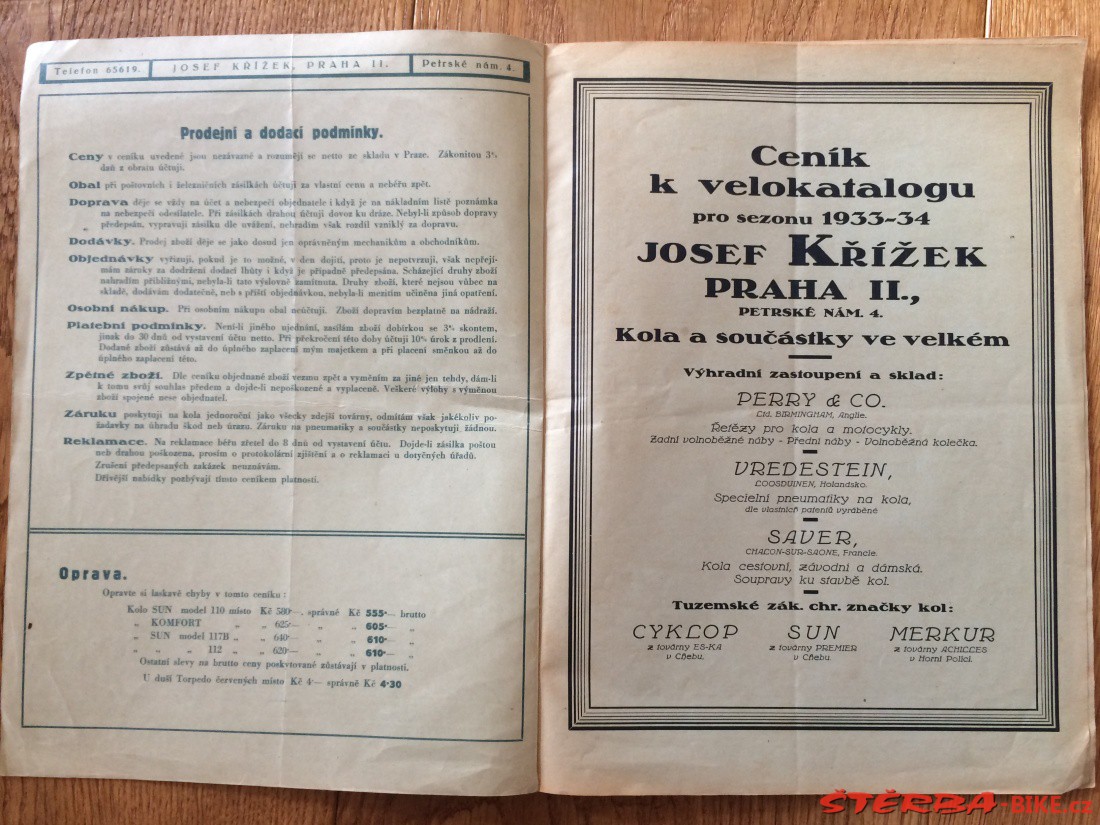 Telefon 65619. JOSEF KŘÍŽEK, PRAHA II. Petrské nám. 4.
Prodejní a dodací podmínky.
Ceny v ceníku uvedené jsou nezávazné a rozumějí se netto ze skladu v Praze. Zákonitou 3%
daň z obratu účtuji.
Obal při poštovních i železničních zásilkách účtuji za vlastní cenu a neběřu zpět.
Doprava děje se vždy na účet a nebezpečí objednatele i když je na nákladním listě poznámka
na nebezpečí odesilatele. Při zásilkách drahou účtuji dovoz ku dráze. Nebyl-li způsob dopravy
předepsán, vypravuji zásilku dle uvážení, nehradím však rozdíl vzniklý za dopravu.
Dodávky. Prodej zboží děje se jako dosud jen oprávněným mechanikům a obchodníkům.
Objednávky vyřizuji, pokud je to možné, v den dojití, proto je nepotvrzuji, však nepřejí-
mám záruky za dodržení dodací lhůty i když je případně předepsána. Scházející druhy zboží
nahradím přibližnými, nebyla-li tato výslovně zamítnuta. Druhy zboží, které nejsou vůbec na
skladě, dodávám dodatečně, neb s příští objednávkou, nebyla-li mezitím učiněna jiná opatření.
Osobní nákup. Při osobním nákupu obal neúčtuji. Zboží dopravím bezplatně na nádraží.
Platební podmínky. Není-li jiného ujednání, zasílám zboží dobírkou se 3% skontem,
jinak do 30 dnů od vystavení účtu netto. Při překročení této doby účtuji 10% úrok z prodlení.
Dodané zboží zůstává až do úplného zaplacení mým majetkem a při placení směnkou až do
úplného zaplacení této.
Zpětné zboží. Dle ceníku objednané zboží vezmu zpět a vyměním za jiné jen tehdy, dám-li
k tomu svůj souhlas předem a dojde-li nepoškozené a vyplaceně. Veškeré výlohy s výměnou
zboží spojené nese objednatel.
Záruku poskytuji na kola jednoroční jako všecky zdejší továrny, odmítám však jakékoliv po-
žadavky na úhradu škod neb úrazu. Záruku na pneumatiky a součástky neposkytuji žádnou.
Reklamace. Na reklamace běřu zřetel do 8 dnů od vystavení účtu. Dojde-li zásilka poštou
neb drahou poškozena, prosím o protokolární zjištění a o reklamaci u dotyčných úřadů.
Zrušení předepsaných zakázek neuznávám.
Dřívější nabídky pozbývají tímto ceníkem platnosti.
Oprava.
Opravte si laskavě chyby v tomto ceníku:
Kolo SUN model 110 místo Kč 580·—, správně Kč 555·— brutto
„ KOMFORT „ „ 625·— „ „ 605·— „
„ SUN model 117B „ „ 640·— „ „ 610·— „
„ „ „ 112 „ „ 620·— „ „ 610·— „
Ostatní slevy na brutto ceny poskytované zůstávají v platnosti.
U duší Torpedo červených místo Kč 4·— správně Kč 4·30
Ceník
k velokatalogu
pro sezonu 1933-34
JOSEF KŘÍŽEK
PRAHA II.,
PETRSKÉ NÁM. 4.
Kola a součástky ve velkém
Výhradní zastoupení a sklad:
PERRY & CO.
Ltd. BIRMINGHAM, Anglie.
Řetězy pro kola a motocykly.
Zadní volnoběžné náby - Přední náby - Volnoběžná kolečka.
VREDESTEIN,
LOOSDUINEN, Holandsko.
Specielní pneumatiky na kola,
dle vlastních patentů vyráběné
SAVER,
CHALON-SUR-SAONE, Francie.
Kola cestovní, závodní a dámská.
Soupravy ku stavbě kol.
Tuzemské zák. chr. značky kol:
CYKLOP SUN MERKUR
z továrny ES-KA z továrny PREMIER z továrny ACHILLES
v Chebu. v Chebu. v Horní Polici.
ŠTĚRBA-BIKE.cz